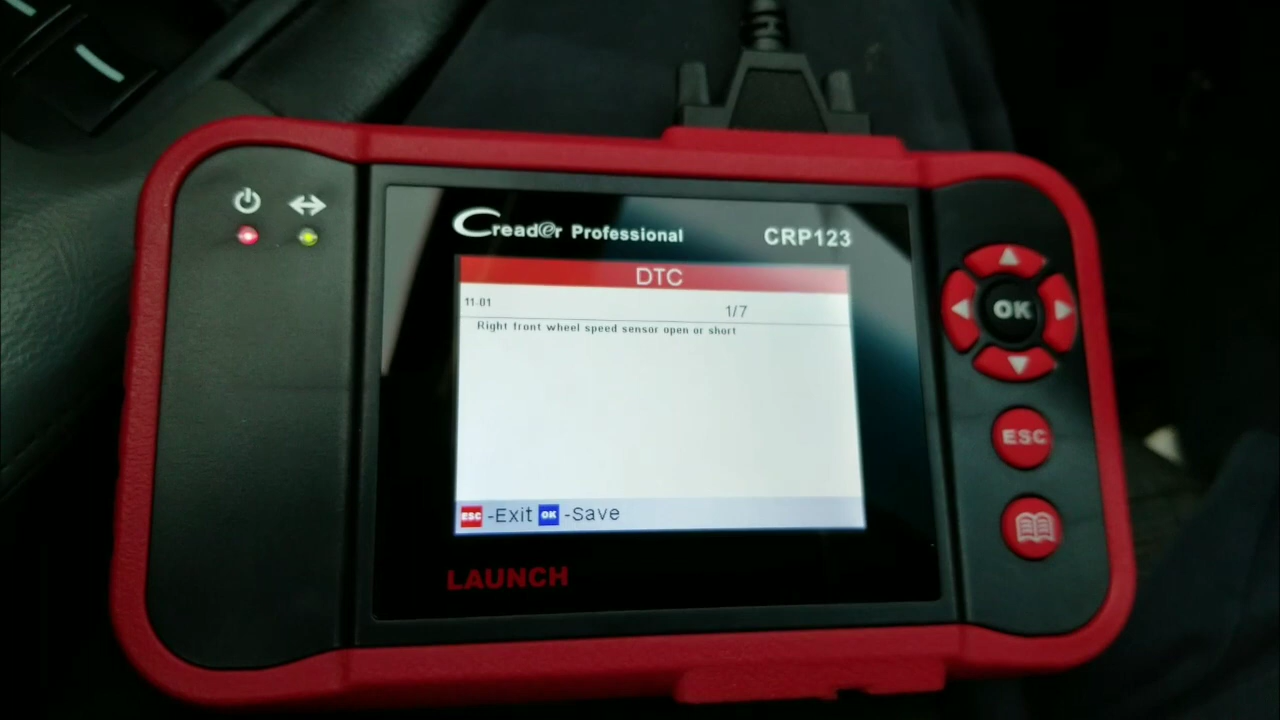 Creader Professional CRP123
DTC
11-01
1/7
Right front wheel speed sensor open or short
ESC -Exit OK -Save
LAUNCH
OK
ESC